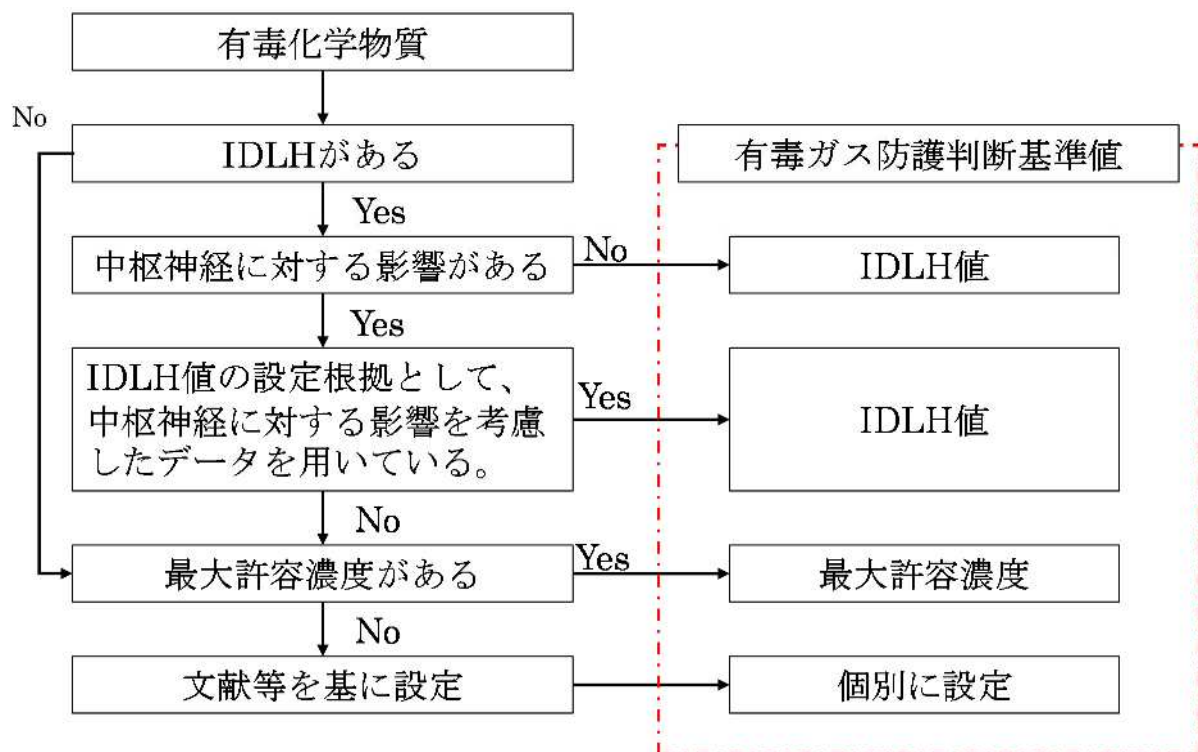 有毒化学物質
No
IDLHがある
有毒ガス防護判断基準値
Yes
中枢神経に対する影響がある
No
IDLH値
Yes
IDLH値の設定根拠として、
中枢神経に対する影響を考慮
したデータを用いている。
Yes
IDLH値
No
最大許容濃度がある
Yes
最大許容濃度
No
文献等を基に設定
個別に設定